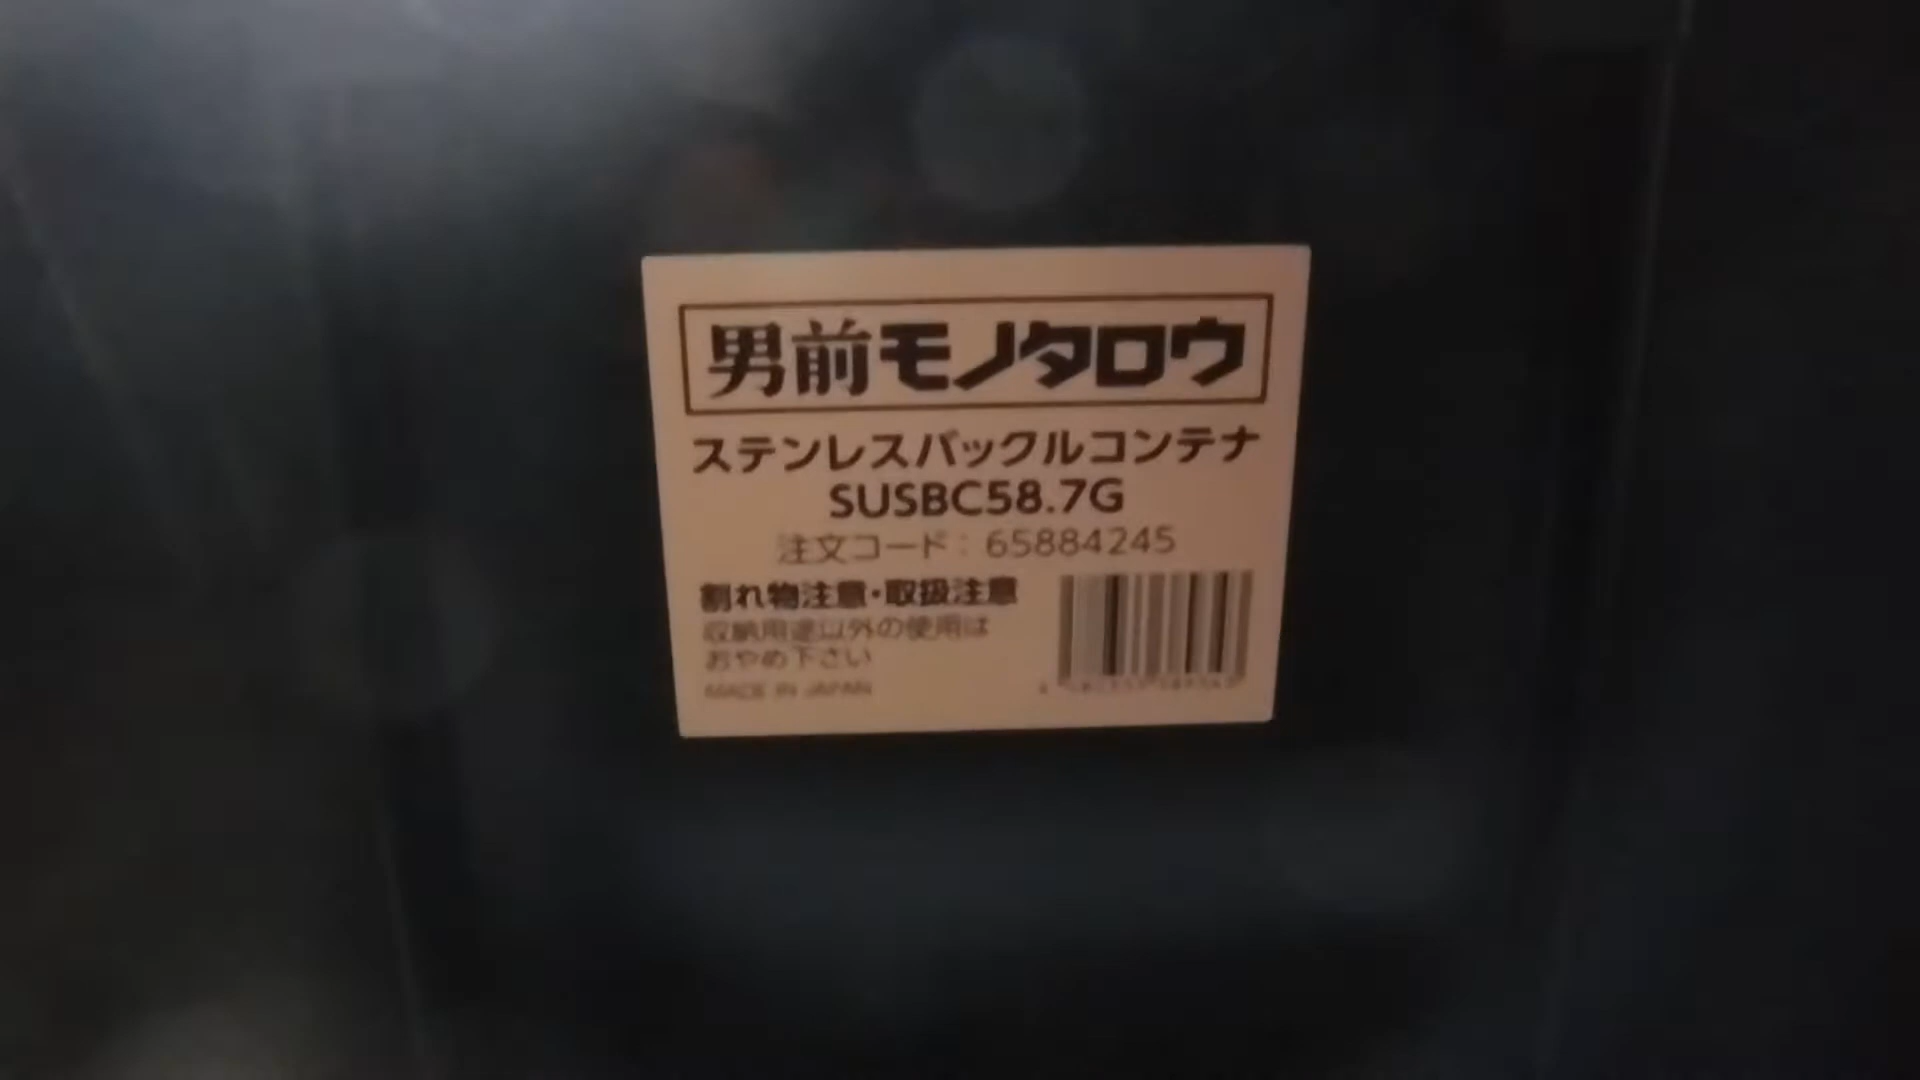 男前モノタロウ
ステンレスバックルコンテナ
SUSBC58.7G
注文コード：65884245
割れ物注意・取扱注意
収納用途以外の使用は
おやめ下さい
MADE IN JAPAN